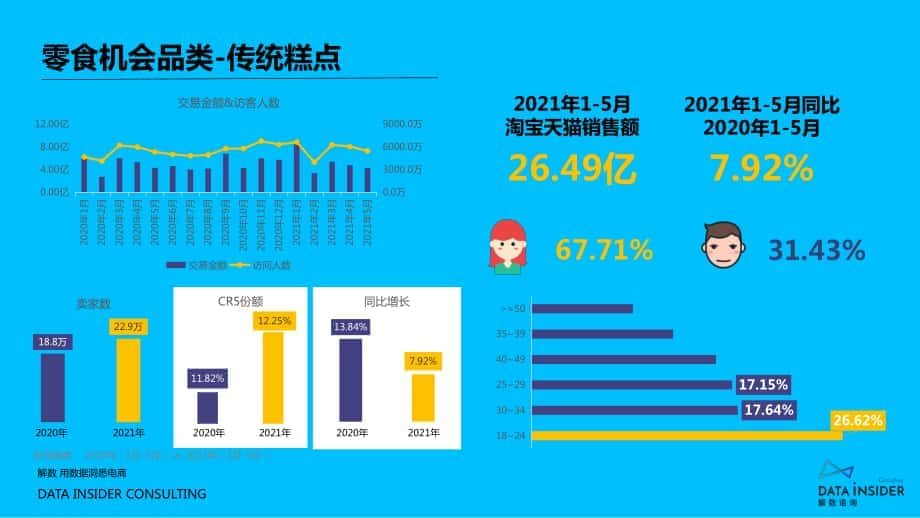 零食机会品类-传统糕点
交易金额&访客人数
12.00亿
8.00亿
4.00亿
0.00亿
9000.0万
6000.0万
3000.0万
0.0万
2020年1月
2020年2月
2020年3月
2020年4月
2020年5月
2020年6月
2020年7月
2020年8月
2020年9月
2020年10月
2020年11月
2020年12月
2021年1月
2021年2月
2021年3月
2021年4月
2021年5月
交易金额
访问人数
2021年1-5月
淘宝天猫销售额
26.49亿
2021年1-5月同比
2020年1-5月
7.92%
67.71%
31.43%
卖家数
18.8万
22.9万
2020年
2021年
CR5份额
11.82%
12.25%
2020年
2021年
同比增长
13.84%
7.92%
2020年
2021年
>=50
35~39
40~49
25~29
30~34
18~24
17.15%
17.64%
26.62%
解数 用数据洞悉电商
DATA INSIDER CONSULTING
Consulting
DATA iNSIDER
解数谘询